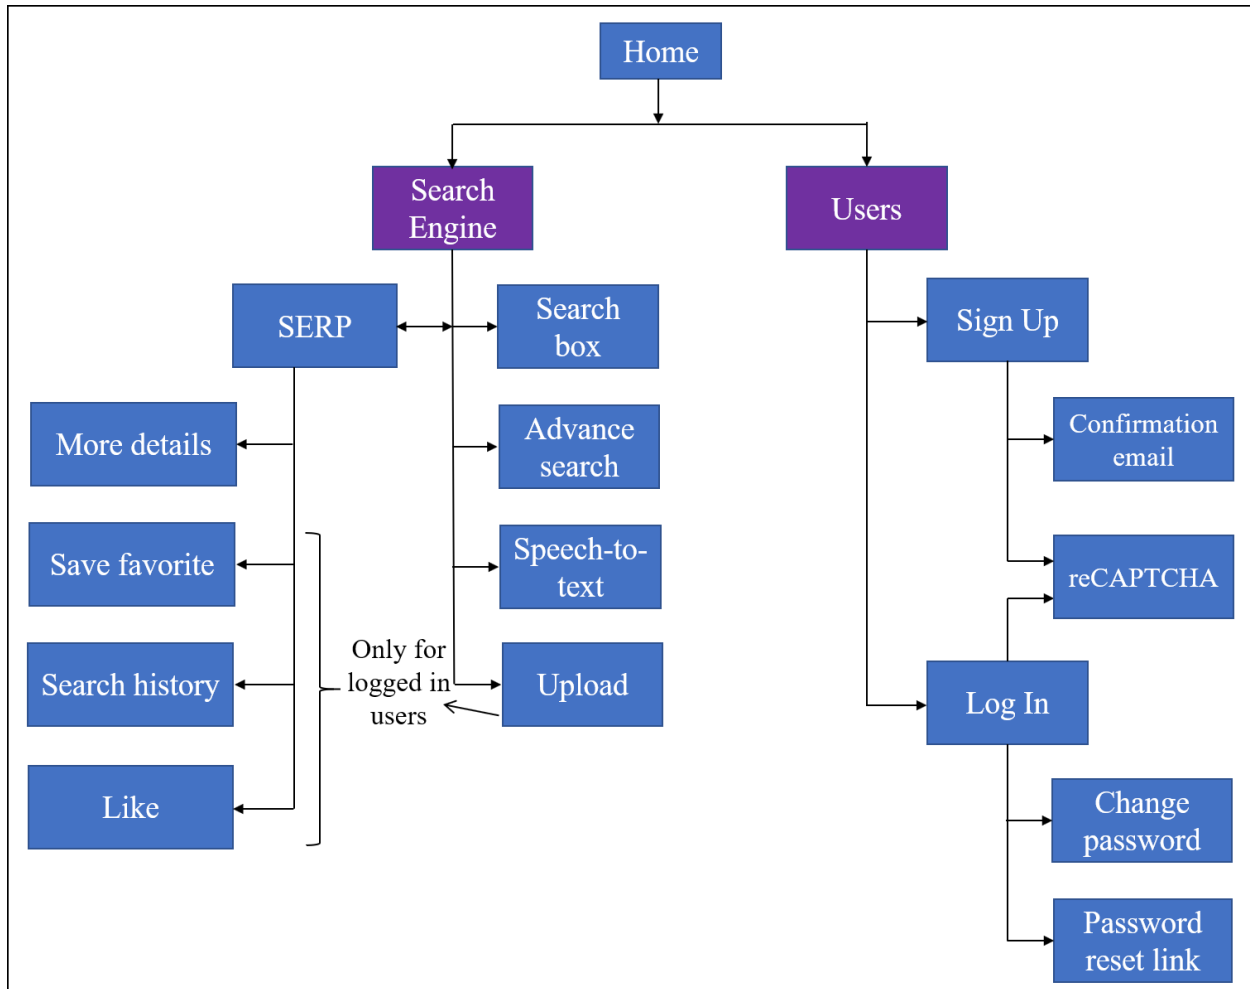 Home
Search
Engine
Users
SERP
Search
box
Sign Up
More details
Advance
search
Confirmation
email
Save favorite
Speech-to-
text
reCAPTCHA
Search history
Only for
logged in
users
Upload
Log In
Like
Change
password
Password
reset link